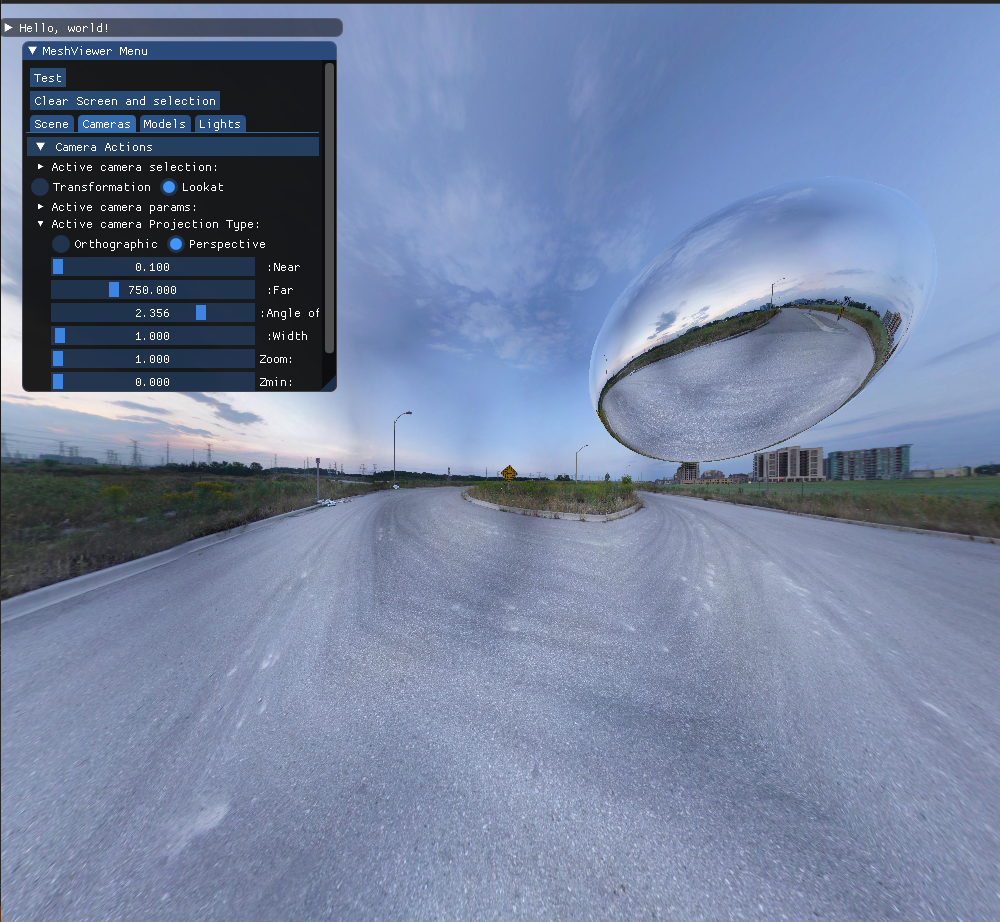 Hello, world!
MeshViewer Menu
Test
Clear Screen and selection
Scene Cameras Models Lights
Camera Actions
Active camera selection:
Transformation Lookat
Active camera params:
Active camera Projection Type:
Orthographic Perspective
0.100 :Near
750.000 :Far
2.356 :Angle of
1.000 :Width
1.000 Zoom:
0.000 Zmin: